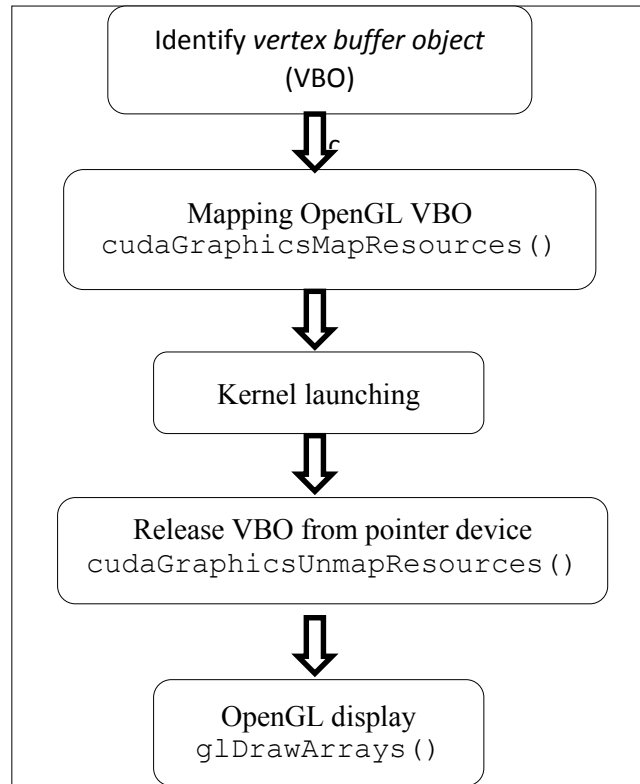 Identify vertex buffer object
(VBO)
c
Mapping OpenGL VBO
cudaGraphicsMapResources()
Kernel launching
Release VBO from pointer device
cudaGraphicsUnmapResources()
OpenGL display
glDrawArrays()